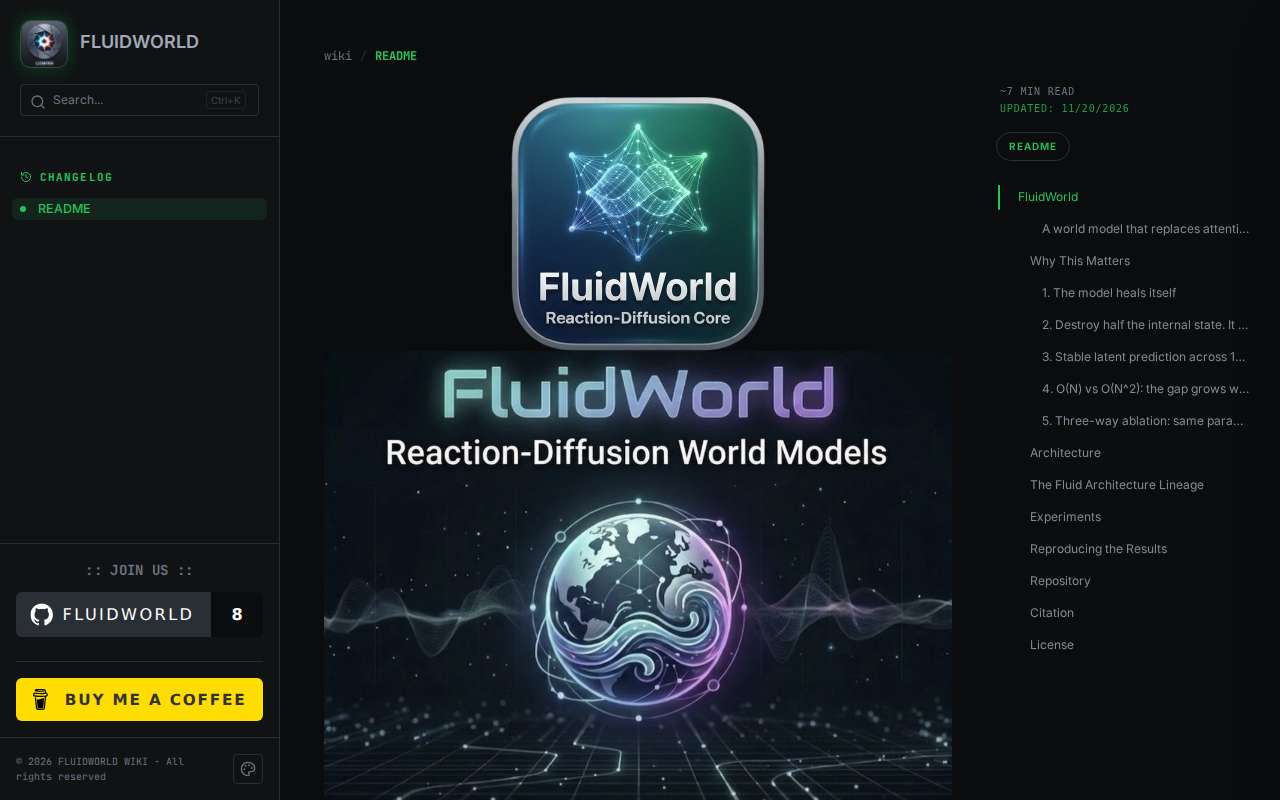 FLUIDWORLD
Search...
Ctrl+K
CHANGELOG
README
:: JOIN US ::
FLUIDWORLD
8
BUY ME A COFFEE
© 2026 FLUIDWORLD WIKI - All
rights reserved
wiki / README
FluidWorld
Reaction-Diffusion Core
FluidWorld
Reaction-Diffusion World Models
~7 MIN READ
UPDATED: 11/20/2026
README
FluidWorld
A world model that replaces attenti...
Why This Matters
1. The model heals itself
2. Destroy half the internal state. It ...
3. Stable latent prediction across 1...
4. O(N) vs O(N^2): the gap grows w...
5. Three-way ablation: same para...
Architecture
The Fluid Architecture Lineage
Experiments
Reproducing the Results
Repository
Citation
License